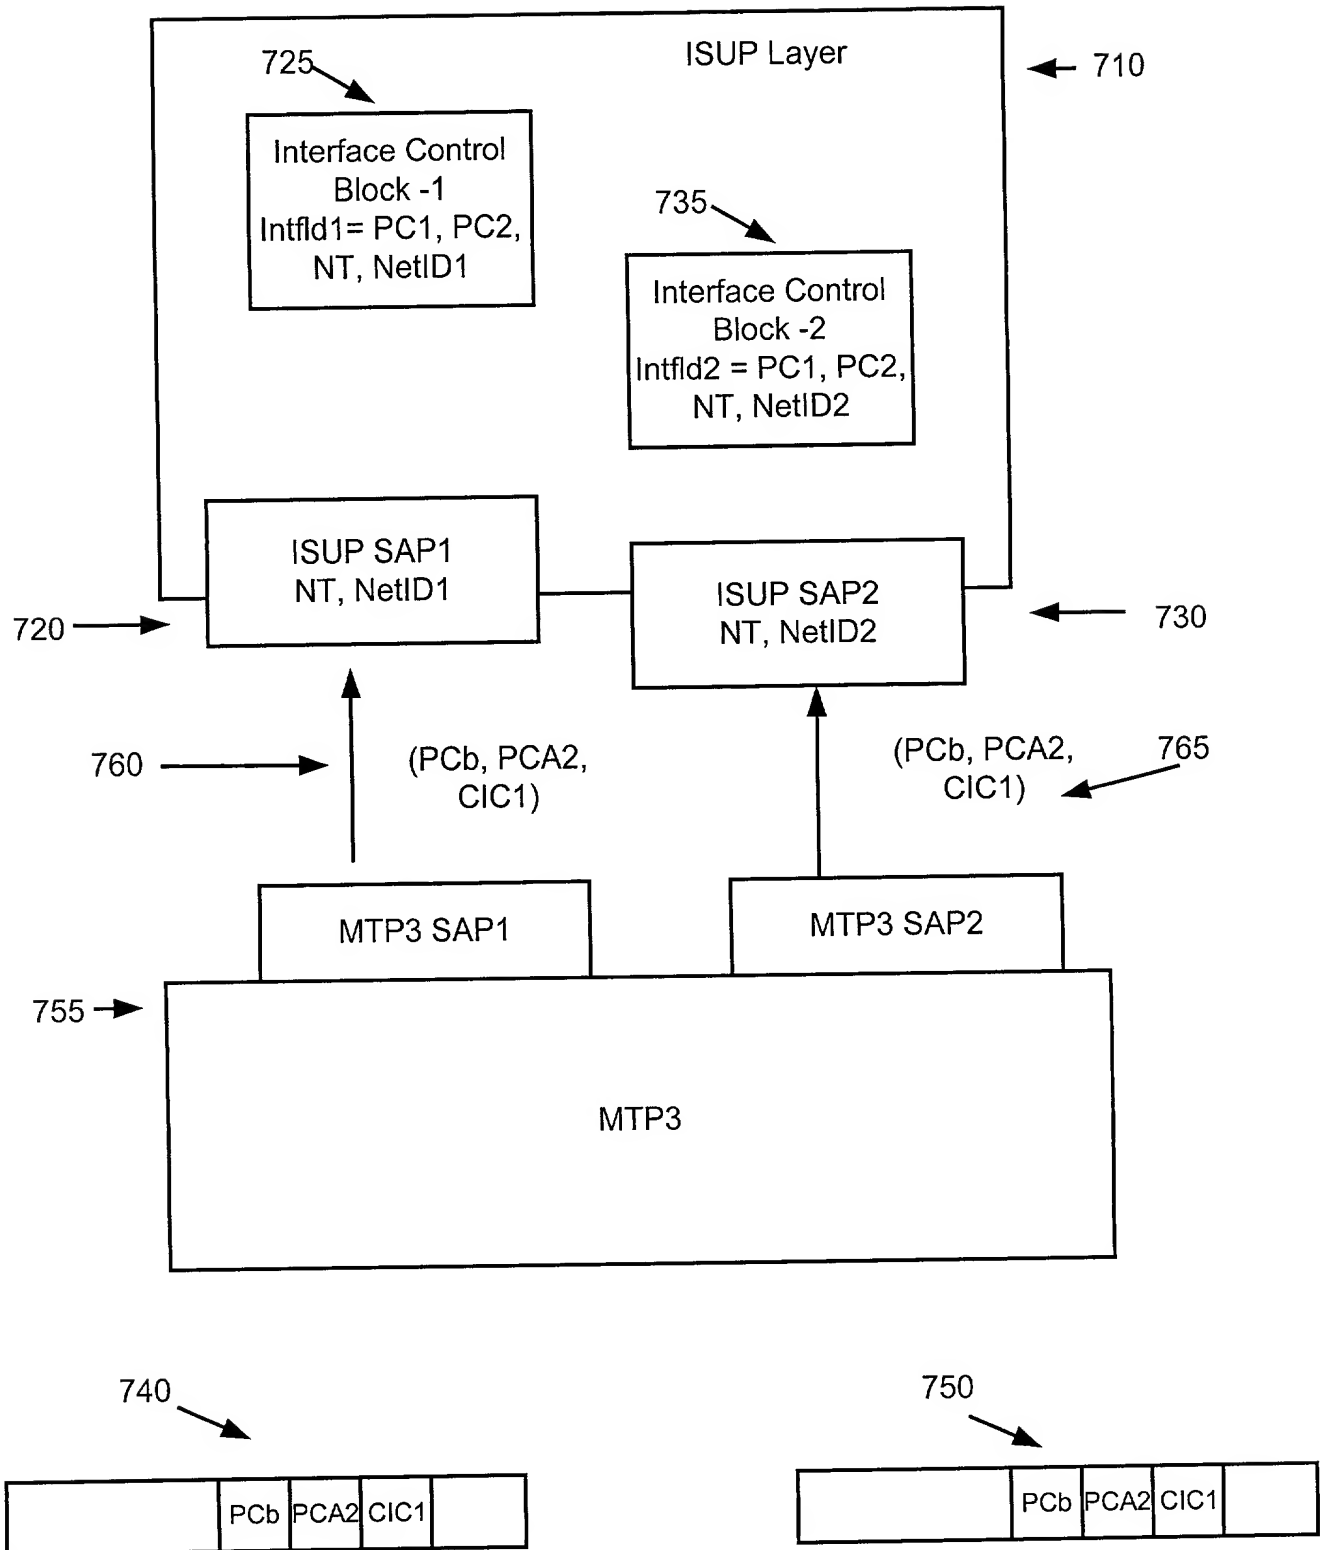 ISUP Layer
710
725
Interface Control
Block -1
IntfId1= PC1, PC2,
NT, NetID1
735
Interface Control
Block -2
IntfId2 = PC1, PC2,
NT, NetID2
ISUP SAP1
NT, NetID1
720
ISUP SAP2
NT, NetID2
730
760
(PCb, PCA2,
CIC1)
(PCb, PCA2,
CIC1)
765
MTP3 SAP1
MTP3 SAP2
755
MTP3
740
750
PCb PCA2 CIC1
PCb PCA2 CIC1